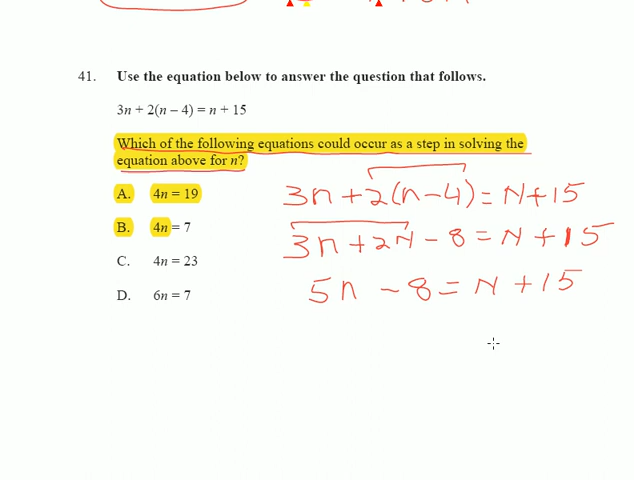 41. Use the equation below to answer the question that follows.
3n + 2(n – 4) = n + 15
Which of the following equations could occur as a step in solving the
equation above for n?
A. 4n = 19
B. 4n = 7
C. 4n = 23
D. 6n = 7
3n + 2(n - 4) = N + 15
3n + 2N - 8 = N + 15
5n - 8 = N + 15